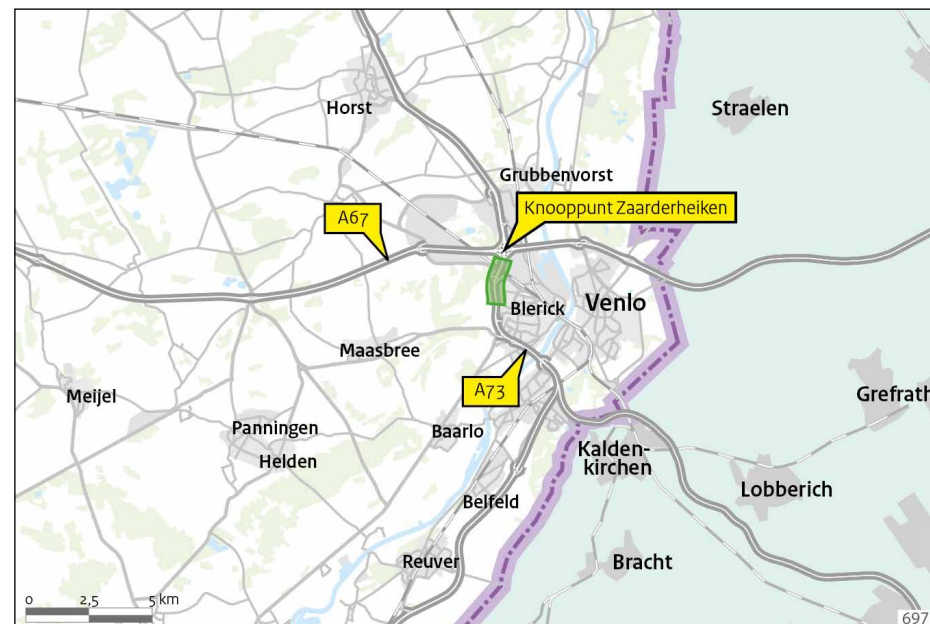 Horst
Straelen
Grubbenvorst
Knooppunt Zaarderheiken
A67
Venlo
Blerick
Maasbree
A73
Meijel
Grefrath
Panningen
Baarlo
Kalden-
kirchen
Helden
Lobberich
Belfeld
Reuver
Bracht
0 2,5 5 km
697